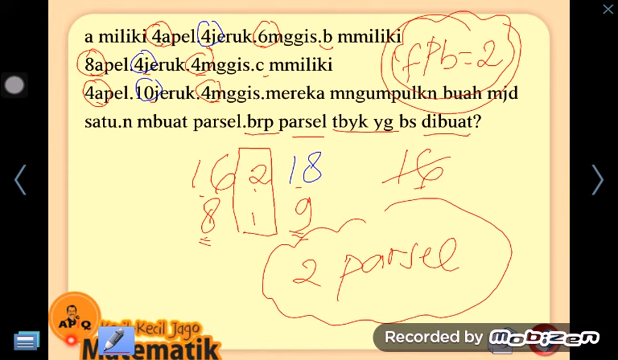 a miliki 4apel.4jeruk.6mggis.b mmiliki
8apel.4jeruk.4mggis.c mmiliki
4apel.10jeruk.4mggis.mereka mngumpulkn buah mjd
satu.n mbuat parsel.brp parsel tbyk yg bs dibuat?
fPb=2
16 2 18
16
8 1 9
2 parsel
APIQ
Kecil Jago
Matematik
Recorded by
mobizen